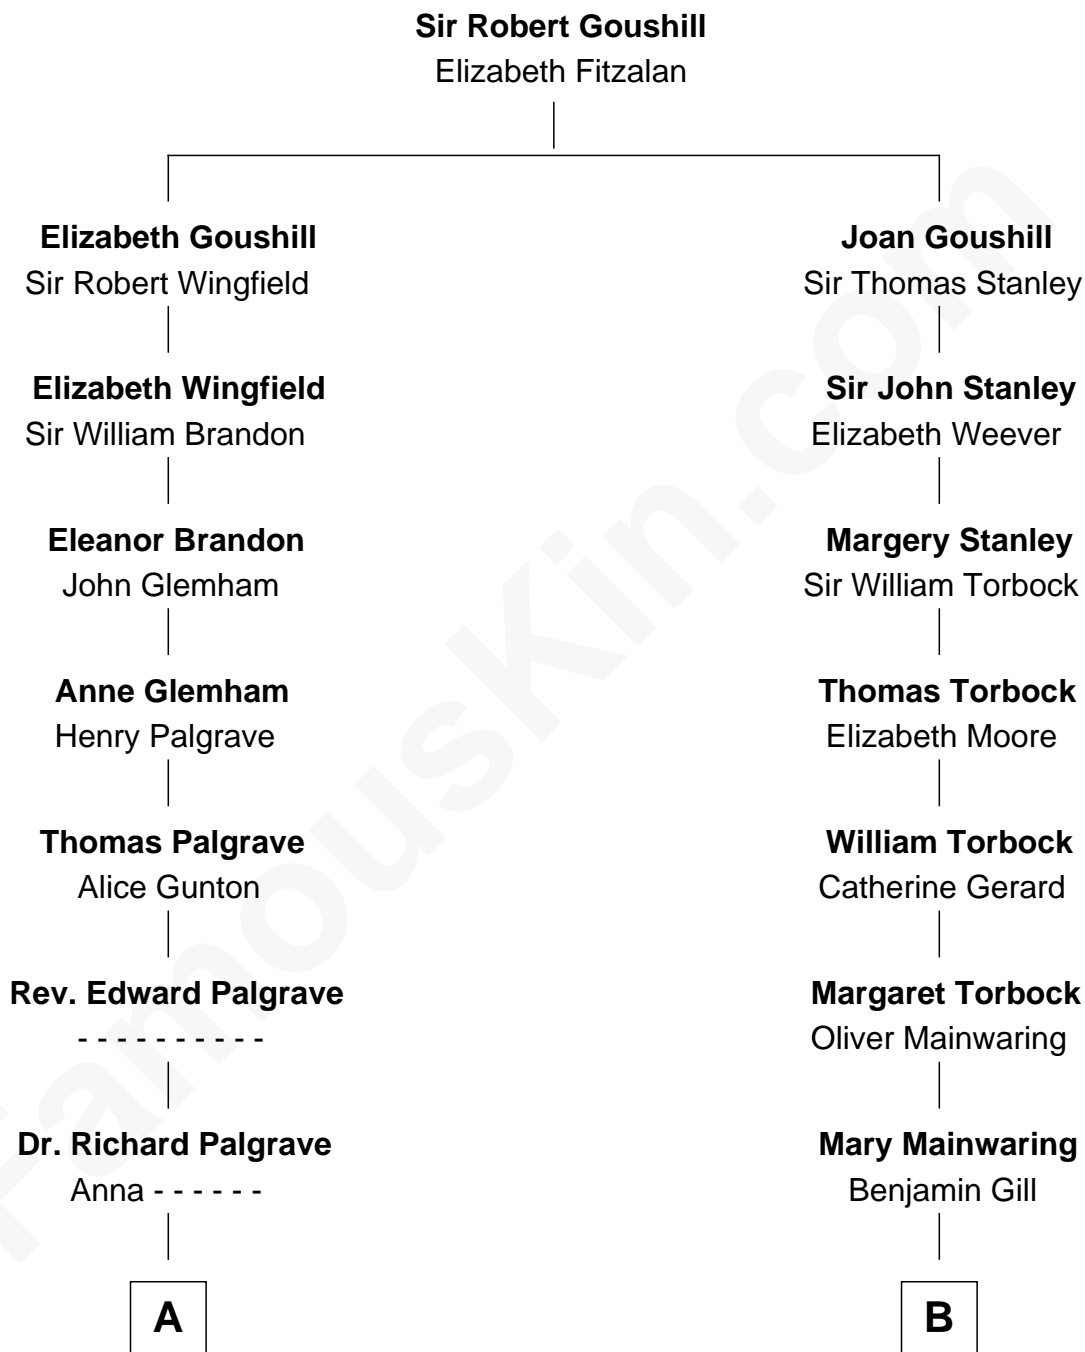 Sir Robert Goushill
Elizabeth Fitzalan
Elizabeth Goushill
Sir Robert Wingfield
Joan Goushill
Sir Thomas Stanley
Elizabeth Wingfield
Sir William Brandon
Sir John Stanley
Elizabeth Weever
Eleanor Brandon
John Glemham
Margery Stanley
Sir William Torbock
Anne Glemham
Henry Palgrave
Thomas Torbock
Elizabeth Moore
Thomas Palgrave
Alice Gunton
William Torbock
Catherine Gerard
Rev. Edward Palgrave
- - - - - - - - - -
Margaret Torbock
Oliver Mainwaring
Dr. Richard Palgrave
Anna - - - - - -
Mary Mainwaring
Benjamin Gill
A
B
FamousKin.com